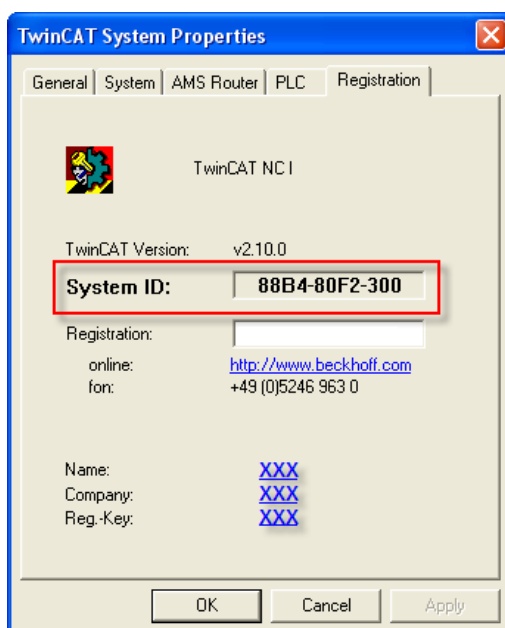 TwinCAT System Properties
General System AMS Router PLC Registration
TwinCAT NC I
TwinCAT Version: v2.10.0
System ID: 88B4-80F2-300
Registration:
online: http://www.beckhoff.com
fon: +49 (0)5246 963 0
Name: XXX
Company: XXX
Reg.-Key: XXX
OK Cancel Apply